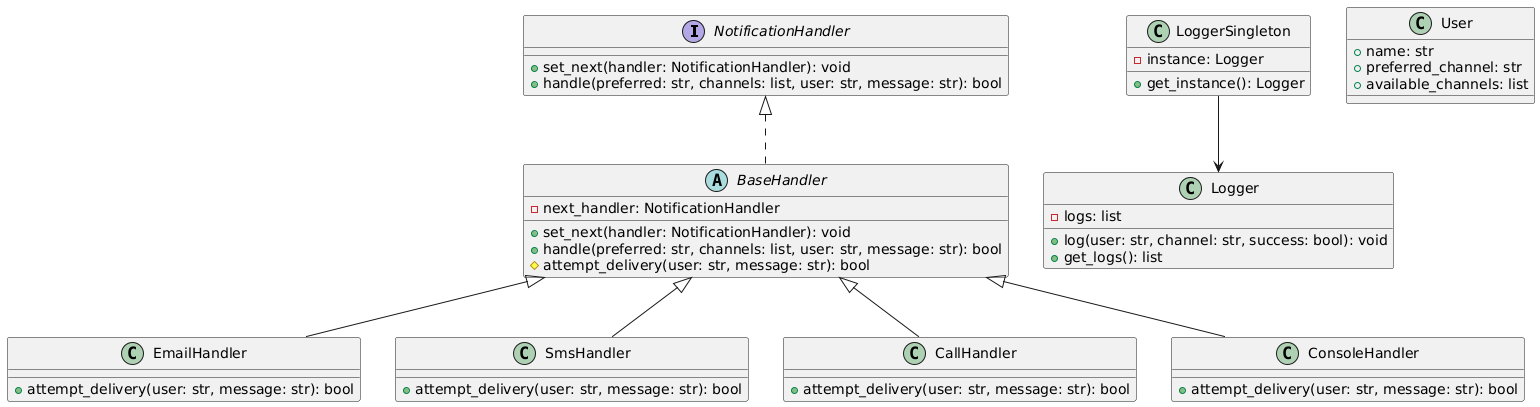 I NotificationHandler
set_next(handler: NotificationHandler): void
handle(preferred: str, channels: list, user: str, message: str): bool
C LoggerSingleton
instance: Logger
get_instance(): Logger
C User
name: str
preferred_channel: str
available_channels: list
A BaseHandler
next_handler: NotificationHandler
set_next(handler: NotificationHandler): void
handle(preferred: str, channels: list, user: str, message: str): bool
attempt_delivery(user: str, message: str): bool
C Logger
logs: list
log(user: str, channel: str, success: bool): void
get_logs(): list
C EmailHandler
attempt_delivery(user: str, message: str): bool
C SmsHandler
attempt_delivery(user: str, message: str): bool
C CallHandler
attempt_delivery(user: str, message: str): bool
C ConsoleHandler
attempt_delivery(user: str, message: str): bool